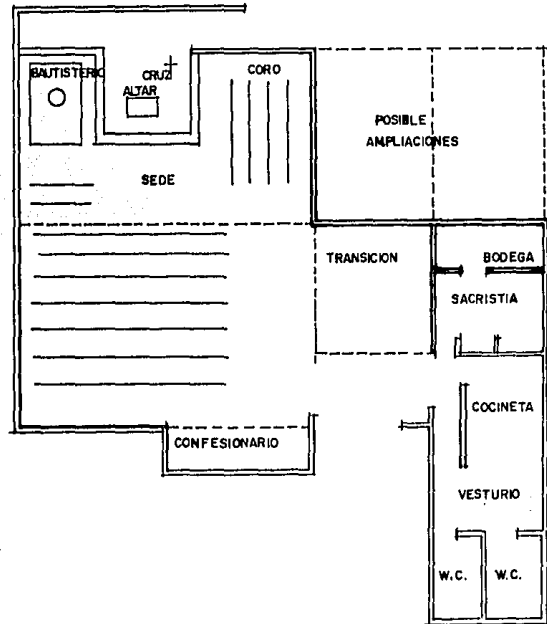 BAUTISTERIO
CRUZ
ALTAR
CORO
POSIBLE
AMPLIACIONES
SEDE
TRANSICION
BODEGA
SACRISTIA
COCINETA
CONFESIONARIO
VESTURIO
W.C.
W.C.